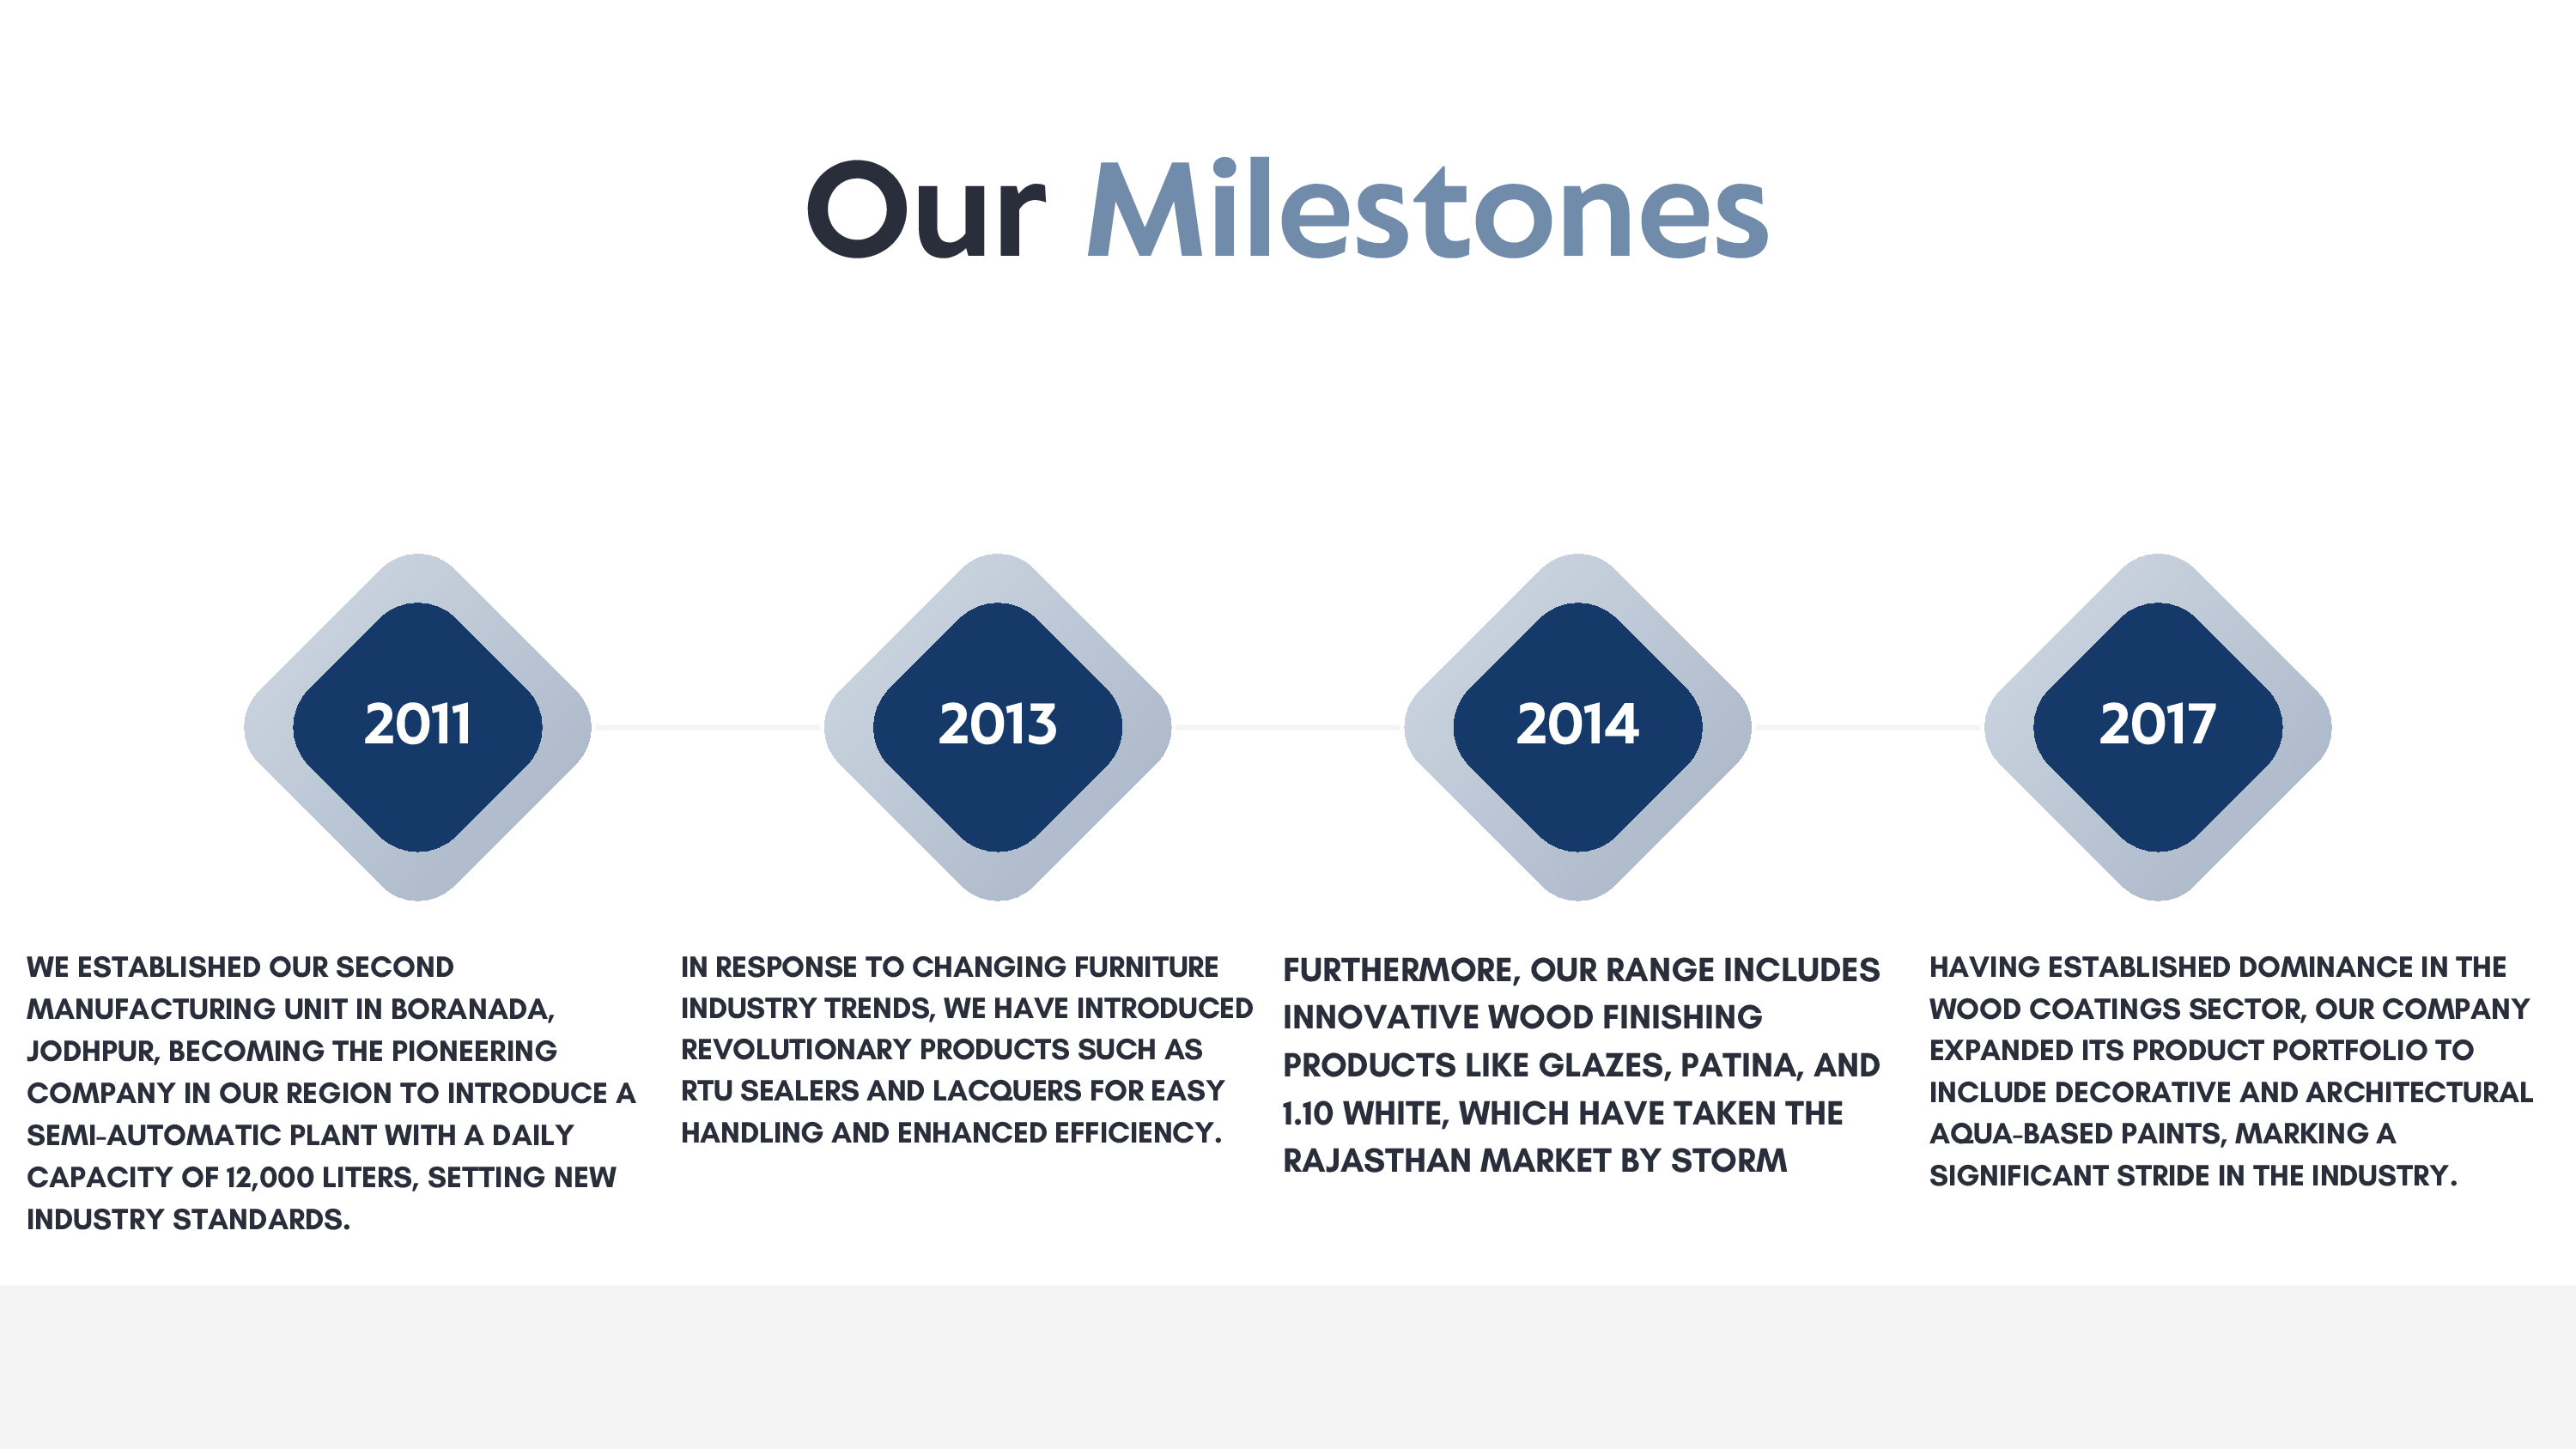 Our Milestones
2011
2013
2014
2017
WE ESTABLISHED OUR SECOND
MANUFACTURING UNIT IN BORANADA,
JODHPUR, BECOMING THE PIONEERING
COMPANY IN OUR REGION TO INTRODUCE A
SEMI-AUTOMATIC PLANT WITH A DAILY
CAPACITY OF 12,000 LITERS, SETTING NEW
INDUSTRY STANDARDS.
IN RESPONSE TO CHANGING FURNITURE
INDUSTRY TRENDS, WE HAVE INTRODUCED
REVOLUTIONARY PRODUCTS SUCH AS
RTU SEALERS AND LACQUERS FOR EASY
HANDLING AND ENHANCED EFFICIENCY.
FURTHERMORE, OUR RANGE INCLUDES
INNOVATIVE WOOD FINISHING
PRODUCTS LIKE GLAZES, PATINA, AND
1.10 WHITE, WHICH HAVE TAKEN THE
RAJASTHAN MARKET BY STORM
HAVING ESTABLISHED DOMINANCE IN THE
WOOD COATINGS SECTOR, OUR COMPANY
EXPANDED ITS PRODUCT PORTFOLIO TO
INCLUDE DECORATIVE AND ARCHITECTURAL
AQUA-BASED PAINTS, MARKING A
SIGNIFICANT STRIDE IN THE INDUSTRY.